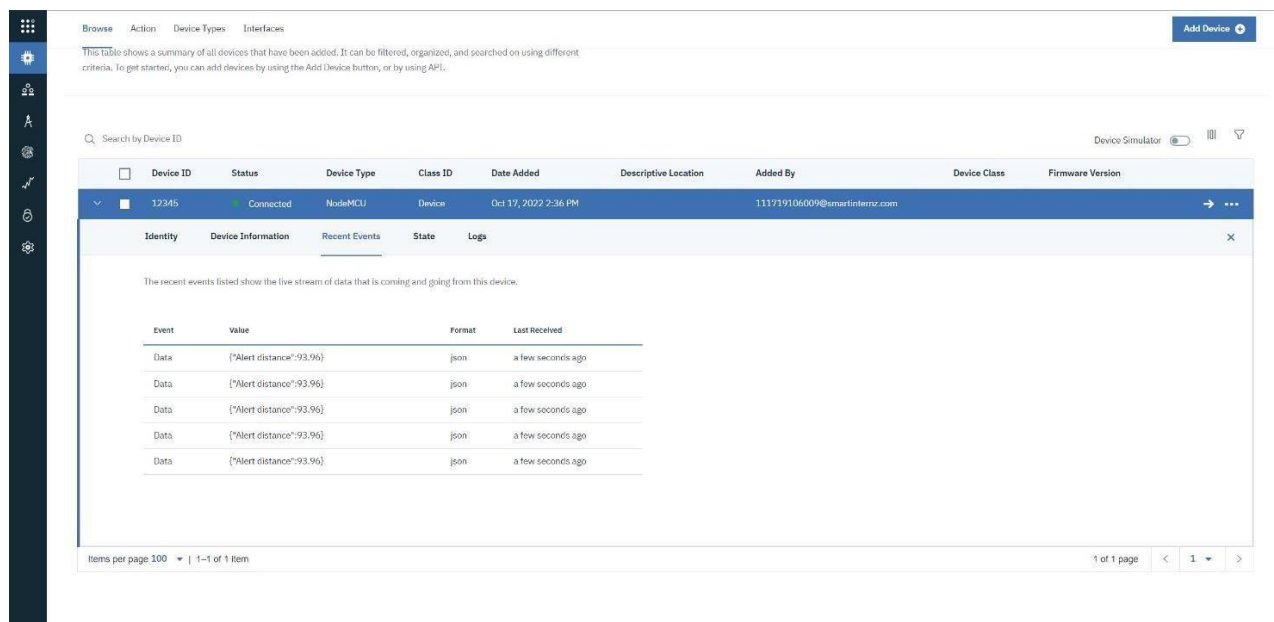 Browse Action Device Types Interfaces
Add Device
This table shows a summary of all devices that have been added. It can be filtered, organized, and searched on using different
criteria. To get started, you can add devices by using the Add Device button, or by using API.
Search by Device ID
Device Simulator
Device ID Status Device Type Class ID Date Added Descriptive Location Added By Device Class Firmware Version
12345 Connected NodeMCU Device Oct 17, 2022 2:36 PM 111719106009@smartinternz.com
Identity Device Information Recent Events State Logs
The recent events listed show the live stream of data that is coming and going from this device.
Event Value Format Last Received
Data {"Alert distance":93.96} json a few seconds ago
Data {"Alert distance":93.96} json a few seconds ago
Data {"Alert distance":93.96} json a few seconds ago
Data {"Alert distance":93.96} json a few seconds ago
Data {"Alert distance":93.96} json a few seconds ago
Items per page 100 | 1–1 of 1 item 1 of 1 page 1